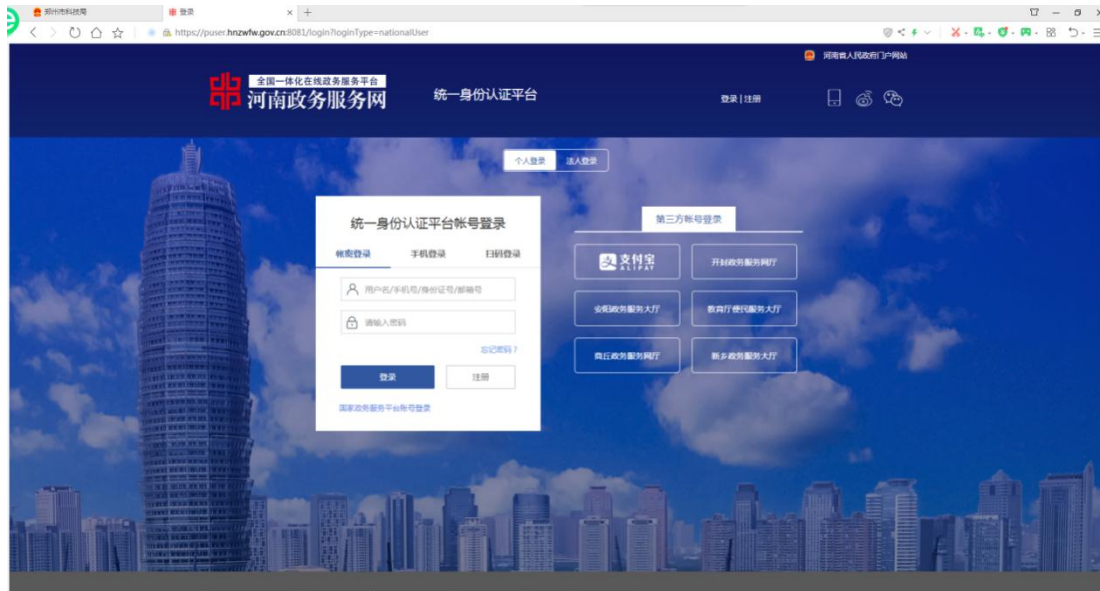 郑州市科技局
登录
https://puser.hnzwfw.gov.cn:8081/login?loginType=nationalUser
河南省人民政府门户网站
全国一体化在线政务服务平台
河南政务服务网
统一身份认证平台
登录 | 注册
个人登录 法人登录
统一身份认证平台帐号登录
帐密登录 手机登录 扫码登录
用户名/手机号/身份证号/邮箱号
请输入密码
忘记密码？
登录 注册
国家政务服务平台账号登录
第三方帐号登录
支付宝 ALIPAY
开封政务服务网厅
安阳政务服务大厅
教育厅便民服务大厅
商丘政务服务网厅
新乡政务服务大厅